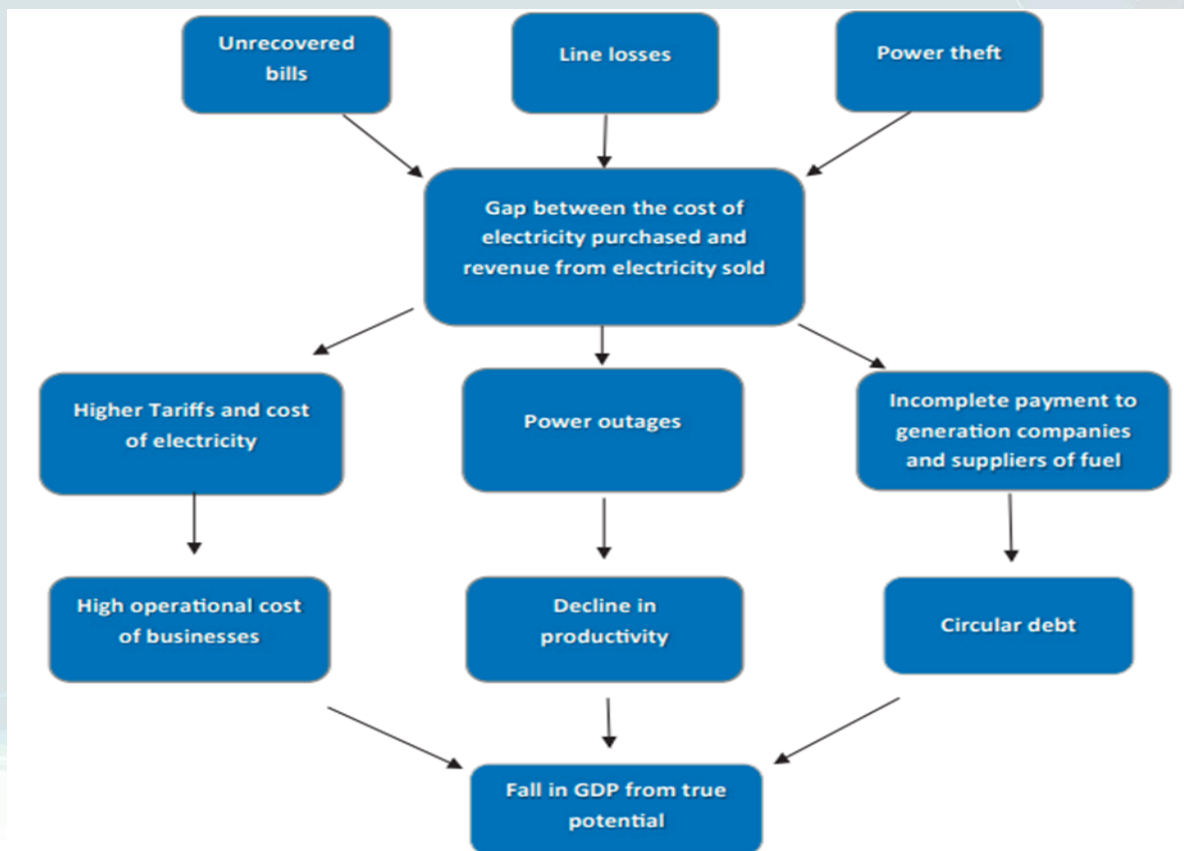 Unrecovered
bills
Line losses
Power theft
Gap between the cost of
electricity purchased and
revenue from electricity sold
Higher Tariffs and cost
of electricity
Power outages
Incomplete payment to
generation companies
and suppliers of fuel
High operational cost
of businesses
Decline in
productivity
Circular debt
Fall in GDP from true
potential